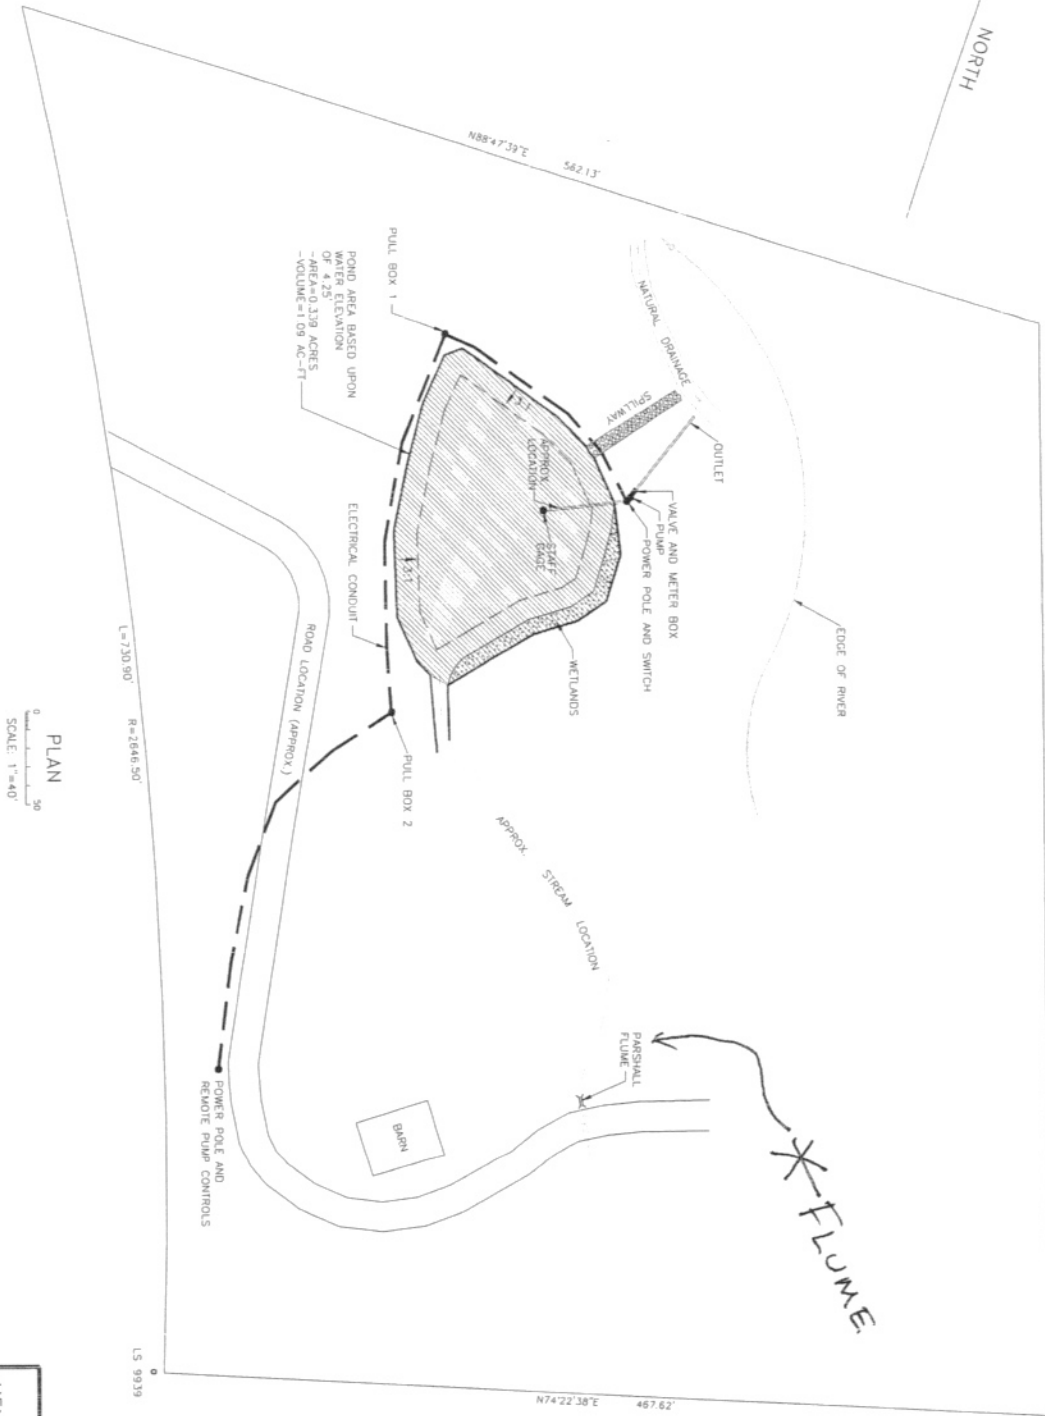 NORTH
N88°47'39"E 562.13'
NATURAL DRAINAGE
SPILLWAY
OUTLET
VALVE AND METER BOX
PUMP
POWER POLE AND SWITCH
EDGE OF RIVER
WETLANDS
PULL BOX 1
POND AREA BASED UPON
WATER ELEVATION
OF 4.25'
-AREA=0.339 ACRES
-VOLUME=1.09 AC-FT
3:1
APPROX.
LOCATION
STAFF
GAGE
3:1
ELECTRICAL CONDUIT
PULL BOX 2
ROAD LOCATION (APPROX.)
L=730.90' R=2646.50'
APPROX. STREAM LOCATION
PARSHALL
FLUME
FLUME
BARN
POWER POLE AND
REMOTE PUMP CONTROLS
PLAN
0 50
SCALE: 1"=40'
LS 9939
N74°22'38"E 467.62'